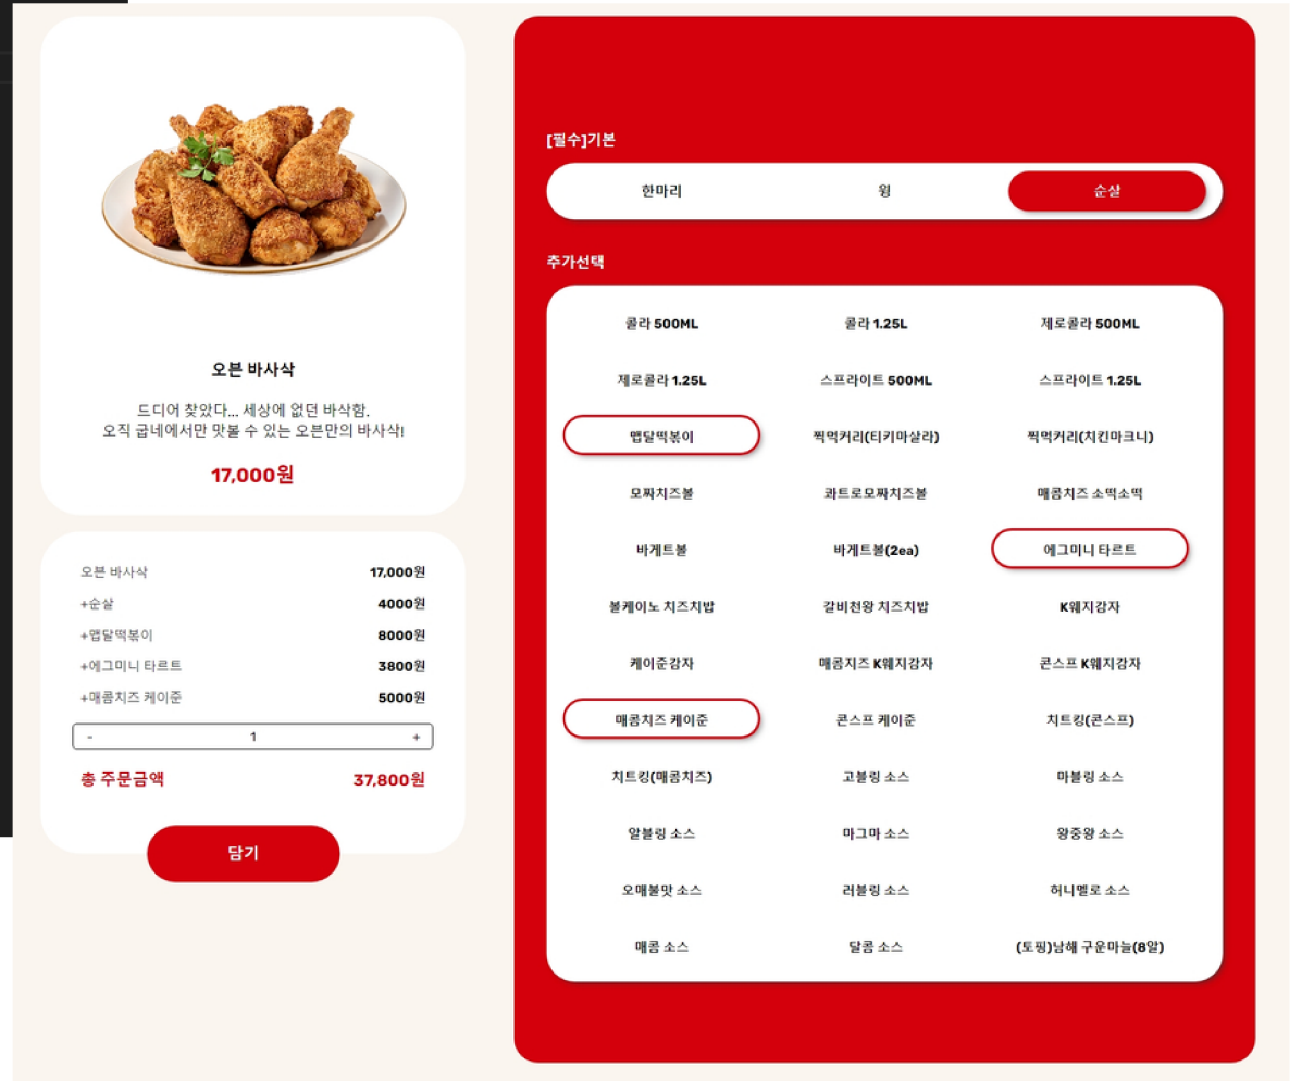 오븐 바사삭
드디어 찾았다... 세상에 없던 바삭함.
오직 굽네에서만 맛볼 수 있는 오븐만의 바사삭!
17,000원
오븐 바사삭 17,000원
+순살 4000원
+맵달떡볶이 8000원
+에그미니 타르트 3800원
+매콤치즈 케이준 5000원
- 1 +
총 주문금액 37,800원
담기
[필수]기본
한마리 윙 순살
추가선택
콜라 500ML 콜라 1.25L 제로콜라 500ML
제로콜라 1.25L 스프라이트 500ML 스프라이트 1.25L
맵달떡볶이 찍먹커리(티키마살라) 찍먹커리(치킨마크니)
모짜치즈볼 콰트로모짜치즈볼 매콤치즈 소떡소떡
바게트볼 바게트볼(2ea) 에그미니 타르트
볼케이노 치즈치밥 갈비천왕 치즈치밥 K웨지감자
케이준감자 매콤치즈 K웨지감자 콘스프 K웨지감자
매콤치즈 케이준 콘스프 케이준 치트킹(콘스프)
치트킹(매콤치즈) 고블링 소스 마블링 소스
알블링 소스 마그마 소스 왕중왕 소스
오매불맛 소스 러블링 소스 허니멜로 소스
매콤 소스 달콤 소스 (토핑)남해 구운마늘(8알)